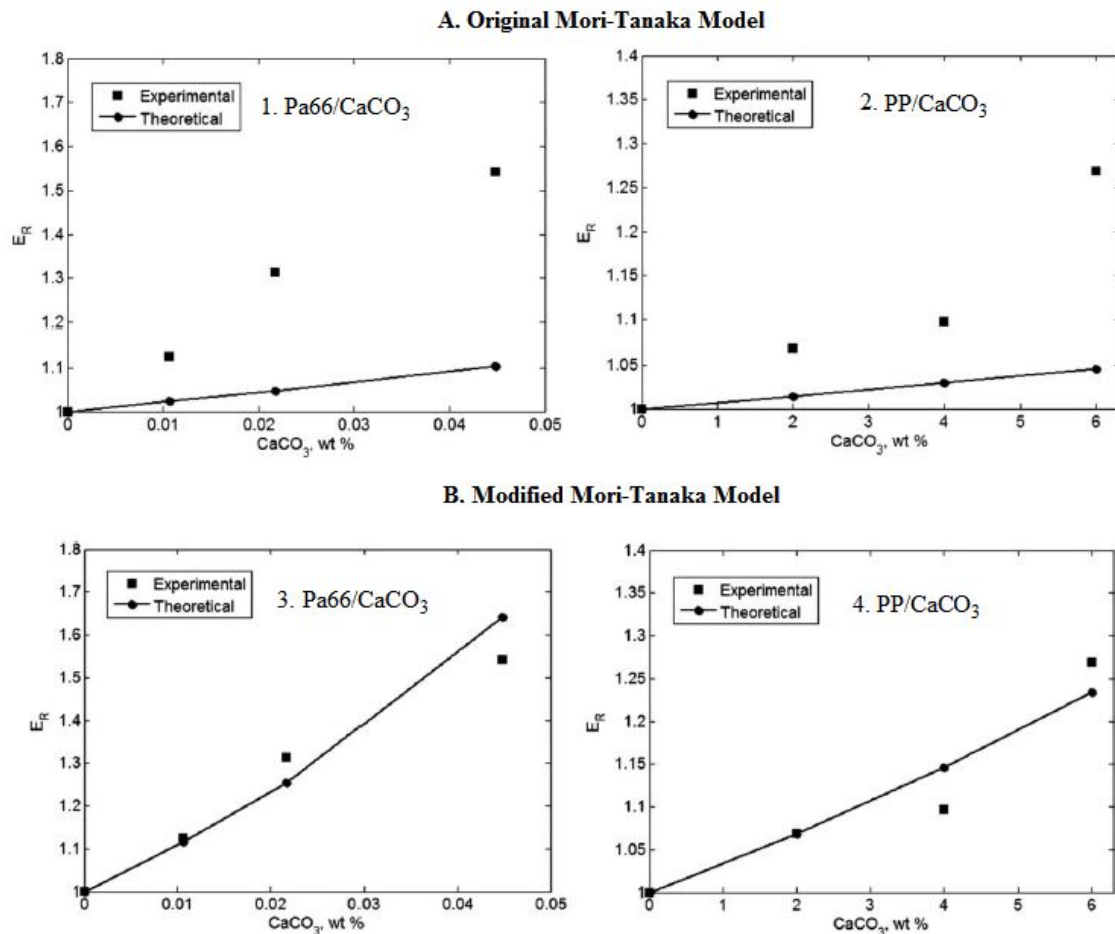 A. Original Mori-Tanaka Model
1.8
1.7
1.6
1.5
1.4
1.3
1.2
1.1
1
E_R
Experimental
Theoretical
1. Pa66/CaCO₃
0 0.01 0.02 0.03 0.04 0.05
CaCO₃, wt %
1.4
1.35
1.3
1.25
1.2
1.15
1.1
1.05
1
E_R
Experimental
Theoretical
2. PP/CaCO₃
0 1 2 3 4 5 6
CaCO₃, wt %
B. Modified Mori-Tanaka Model
1.8
1.7
1.6
1.5
1.4
1.3
1.2
1.1
1
E_R
Experimental
Theoretical
3. Pa66/CaCO₃
0 0.01 0.02 0.03 0.04 0.05
CaCO₃, wt %
1.4
1.35
1.3
1.25
1.2
1.15
1.1
1.05
1
E_R
Experimental
Theoretical
4. PP/CaCO₃
0 1 2 3 4 5 6
CaCO₃, wt %